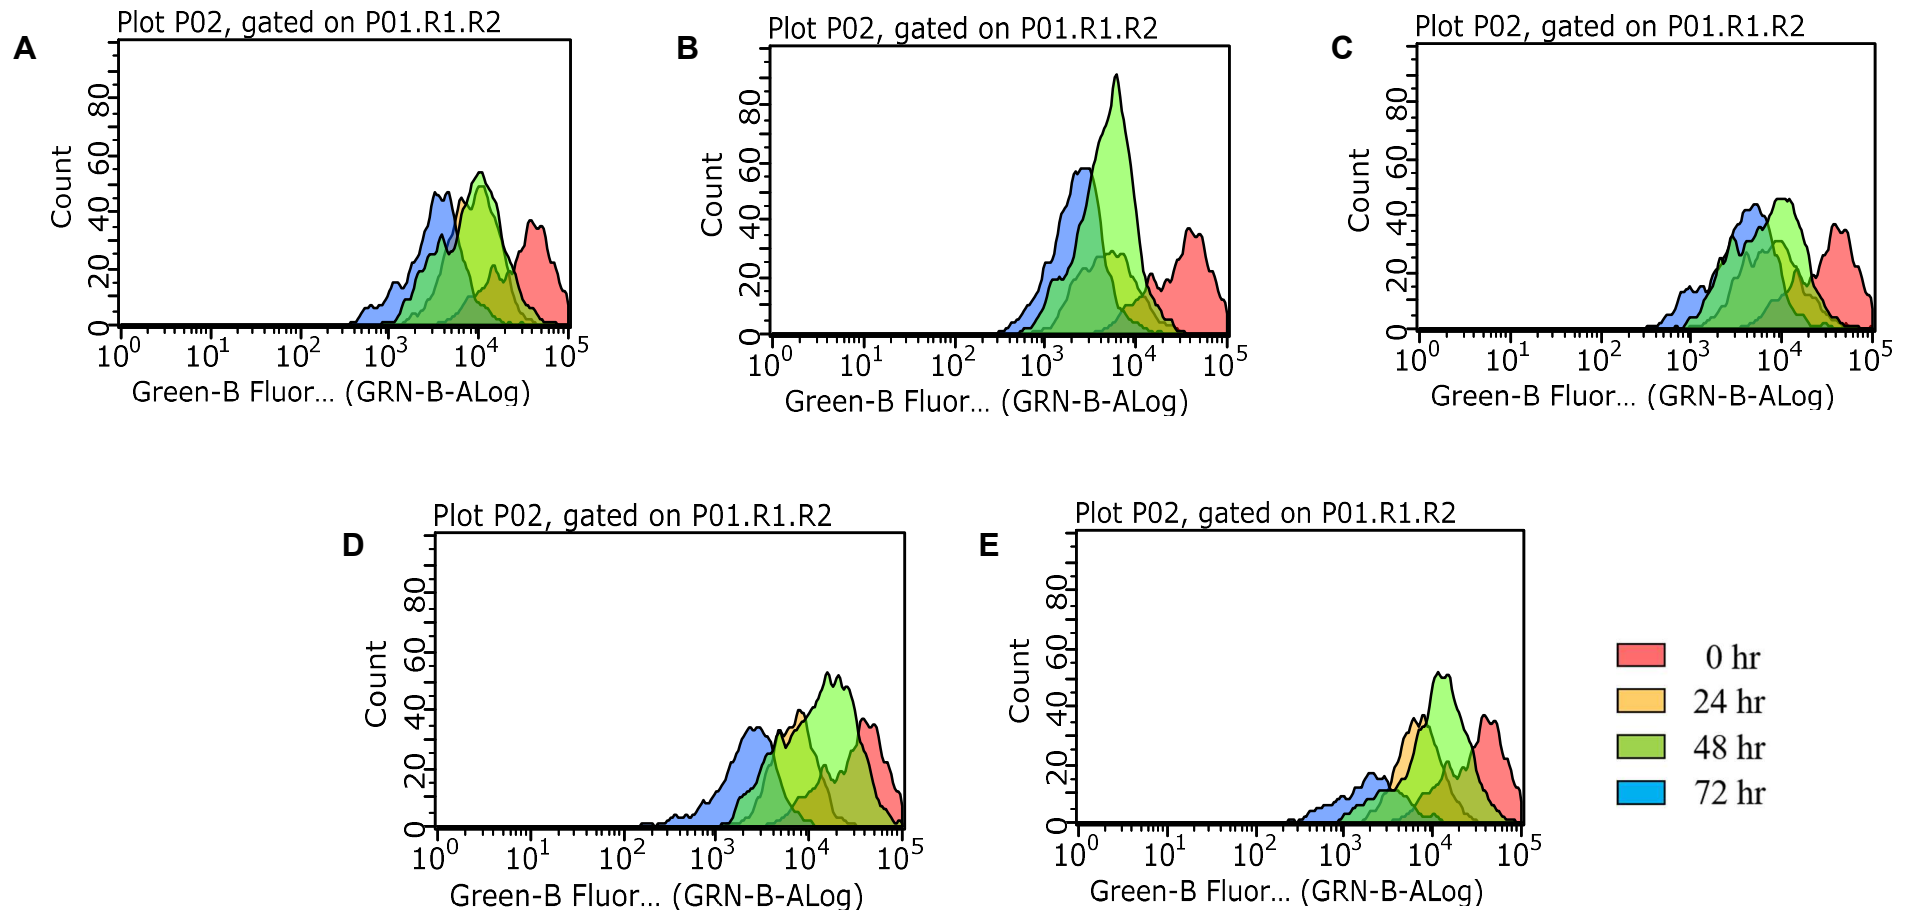 A
Plot P02, gated on P01.R1.R2
Count
0 20 40 60 80
10^0 10^1 10^2 10^3 10^4 10^5
Green-B Fluor... (GRN-B-ALog)
B
Plot P02, gated on P01.R1.R2
Count
0 20 40 60 80
10^0 10^1 10^2 10^3 10^4 10^5
Green-B Fluor... (GRN-B-ALog)
C
Plot P02, gated on P01.R1.R2
Count
0 20 40 60 80
10^0 10^1 10^2 10^3 10^4 10^5
Green-B Fluor... (GRN-B-ALog)
D
Plot P02, gated on P01.R1.R2
Count
0 20 40 60 80
10^0 10^1 10^2 10^3 10^4 10^5
Green-B Fluor... (GRN-B-ALog)
E
Plot P02, gated on P01.R1.R2
Count
0 20 40 60 80
10^0 10^1 10^2 10^3 10^4 10^5
Green-B Fluor... (GRN-B-ALog)
0 hr
24 hr
48 hr
72 hr